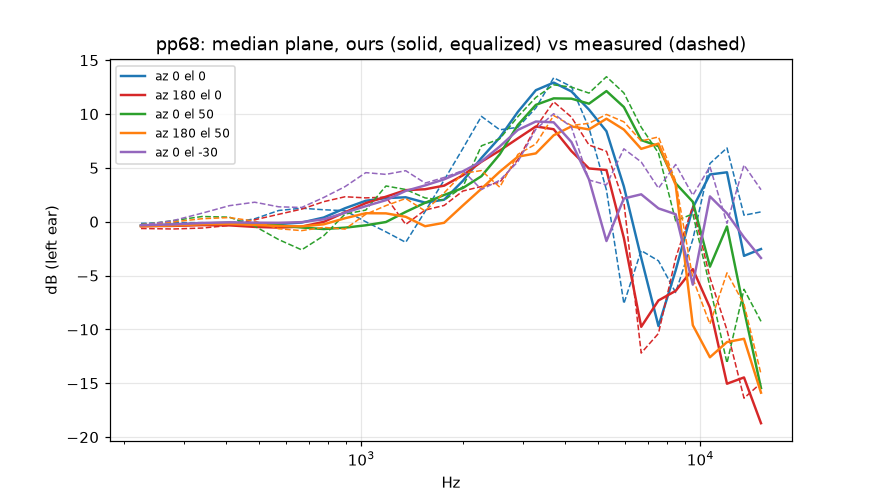 pp68: median plane, ours (solid, equalized) vs measured (dashed)
15
10
5
0
−5
−10
−15
−20
dB (left ear)
az 0 el 0
az 180 el 0
az 0 el 50
az 180 el 50
az 0 el -30
10³
10⁴
Hz